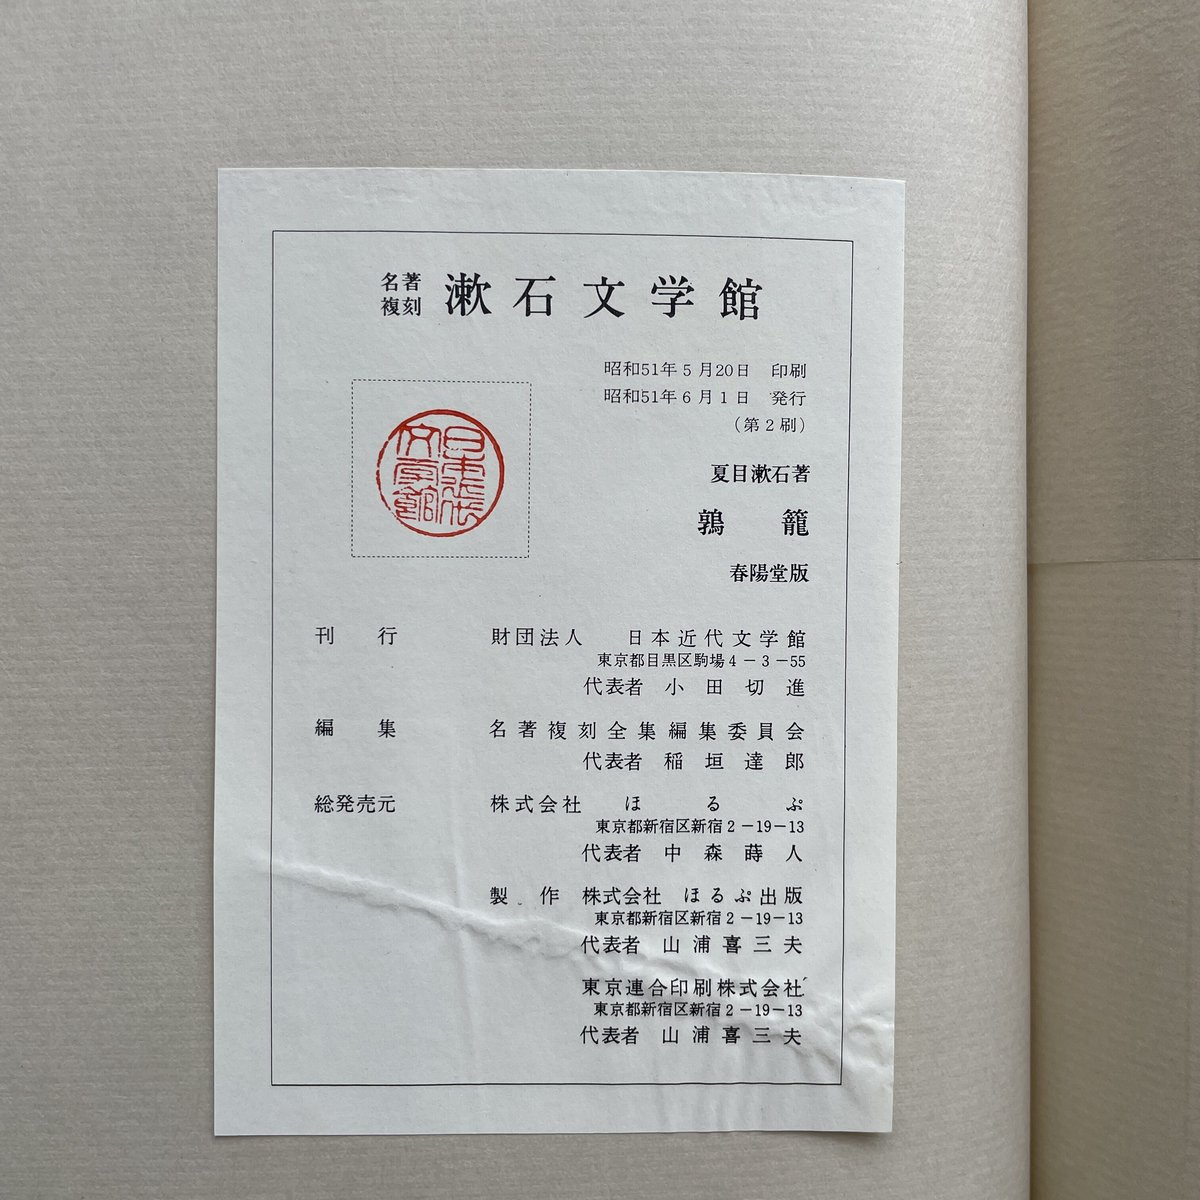 名著複刻 漱石文学館
昭和51年5月20日 印刷
昭和51年6月1日 発行
(第2刷)
日本近代文学館
夏目漱石著
鶉籠
春陽堂版
刊行 財団法人 日本近代文学館
東京都目黒区駒場4-3-55
代表者 小田切進
編集 名著複刻全集編集委員会
代表者 稲垣達郎
総発売元 株式会社 ほるぷ
東京都新宿区新宿2-19-13
代表者 中森蒔人
製作 株式会社 ほるぷ出版
東京都新宿区新宿2-19-13
代表者 山浦喜三夫
東京連合印刷株式会社
東京都新宿区新宿2-19-13
代表者 山浦喜三夫